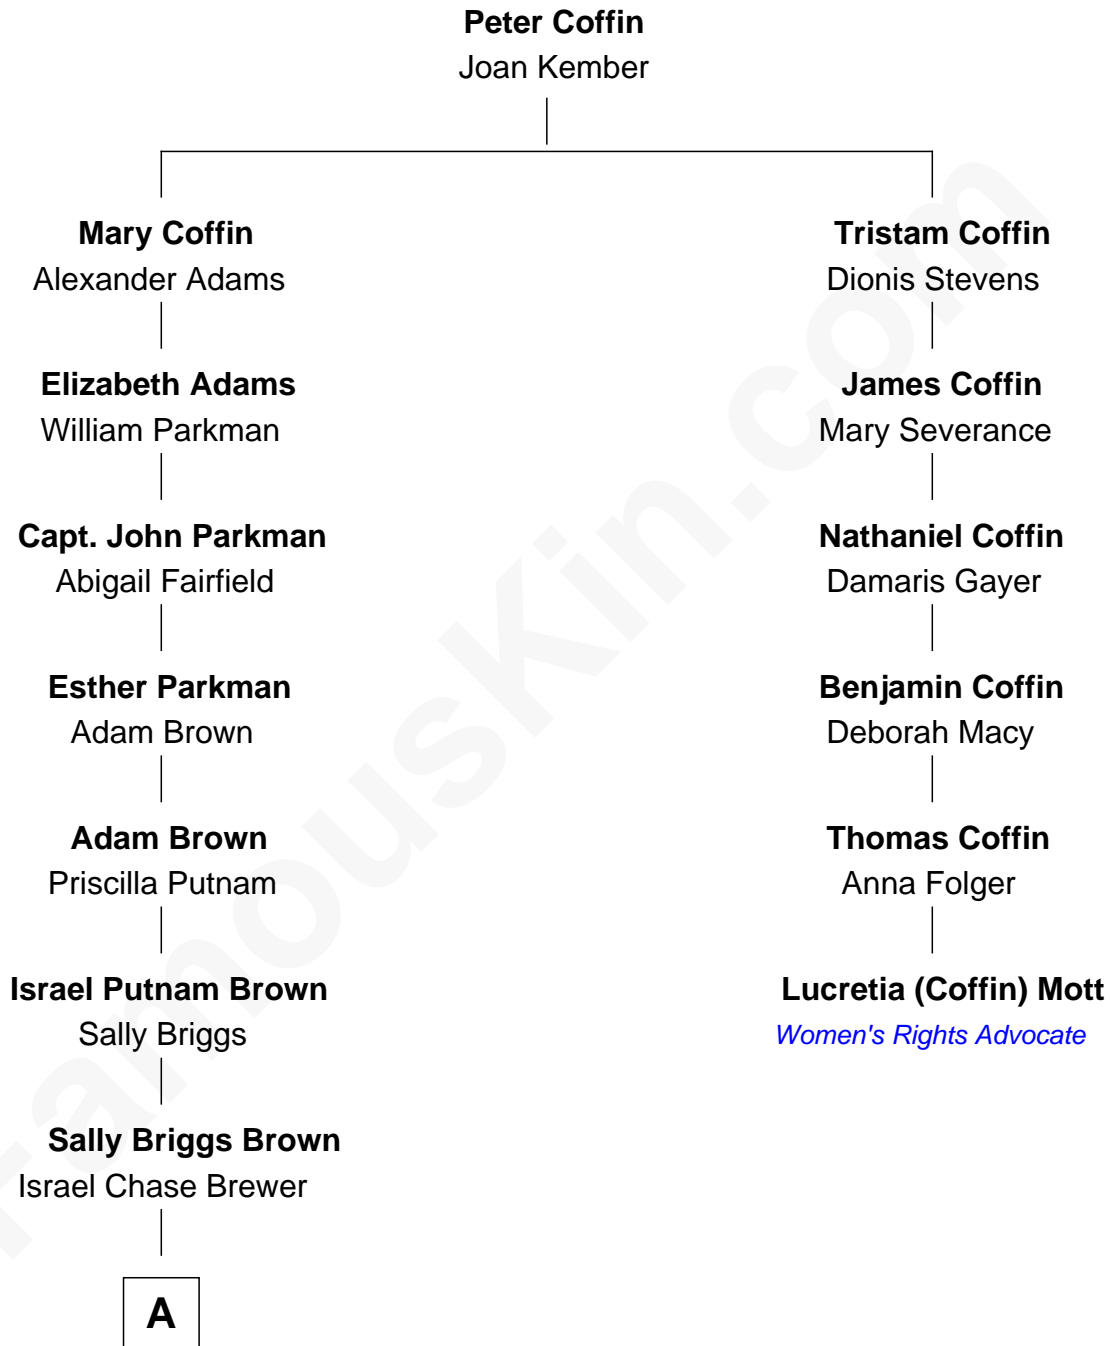 Peter Coffin
Joan Kember
Mary Coffin
Alexander Adams
Tristam Coffin
Dionis Stevens
Elizabeth Adams
William Parkman
James Coffin
Mary Severance
Capt. John Parkman
Abigail Fairfield
Nathaniel Coffin
Damaris Gayer
Esther Parkman
Adam Brown
Benjamin Coffin
Deborah Macy
Adam Brown
Priscilla Putnam
Thomas Coffin
Anna Folger
Israel Putnam Brown
Sally Briggs
Lucretia (Coffin) Mott
Women's Rights Advocate
Sally Briggs Brown
Israel Chase Brewer
A
FamousKin.com